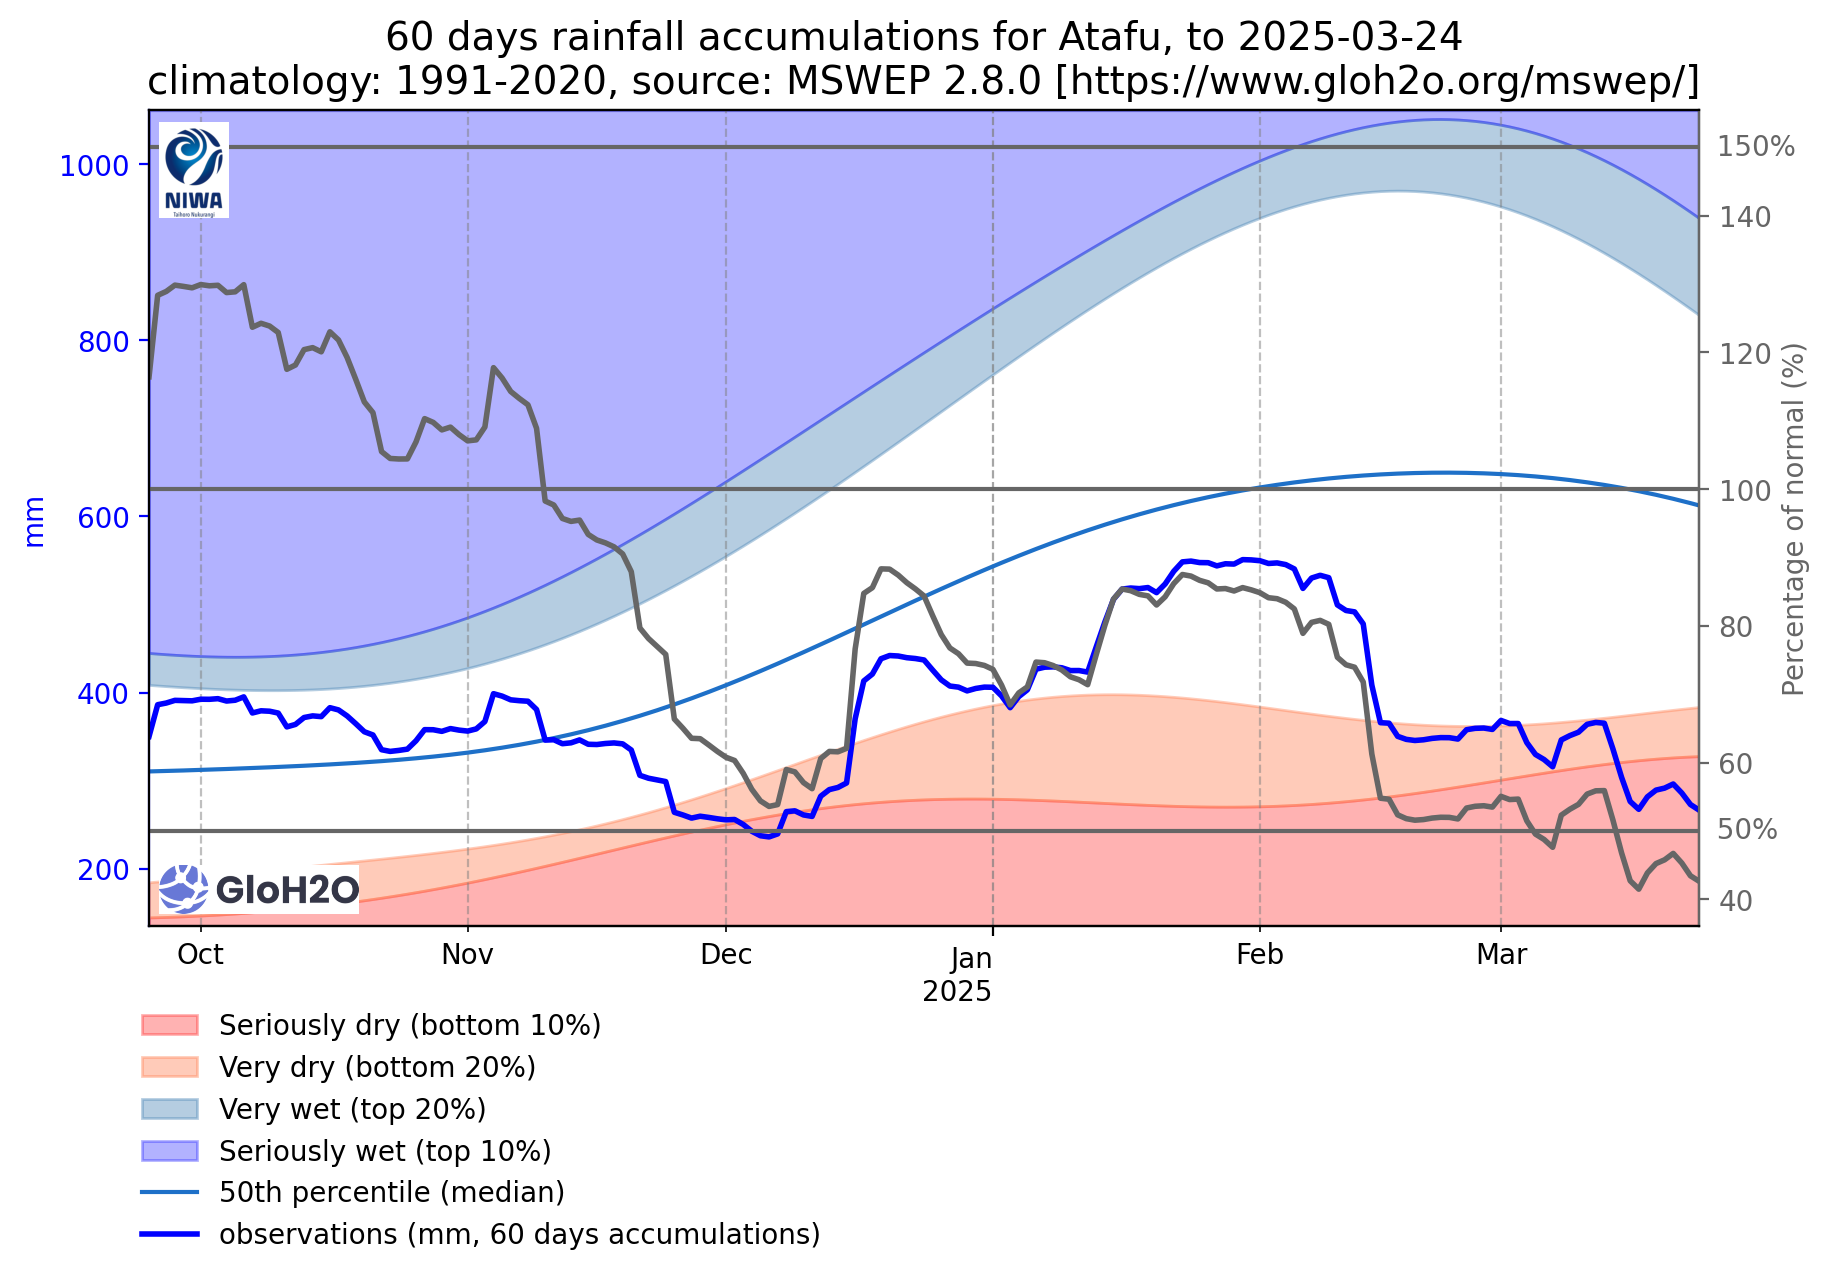 60 days rainfall accumulations for Atafu, to 2025-03-24
climatology: 1991-2020, source: MSWEP 2.8.0 [https://www.gloh2o.org/mswep/]
NIWA
Taihoro Nukurangi
1000
800
600
400
200
mm
150%
140
120
100
80
60
50%
40
Percentage of normal (%)
GloH2O
Oct
Nov
Dec
Jan
2025
Feb
Mar
Seriously dry (bottom 10%)
Very dry (bottom 20%)
Very wet (top 20%)
Seriously wet (top 10%)
50th percentile (median)
observations (mm, 60 days accumulations)